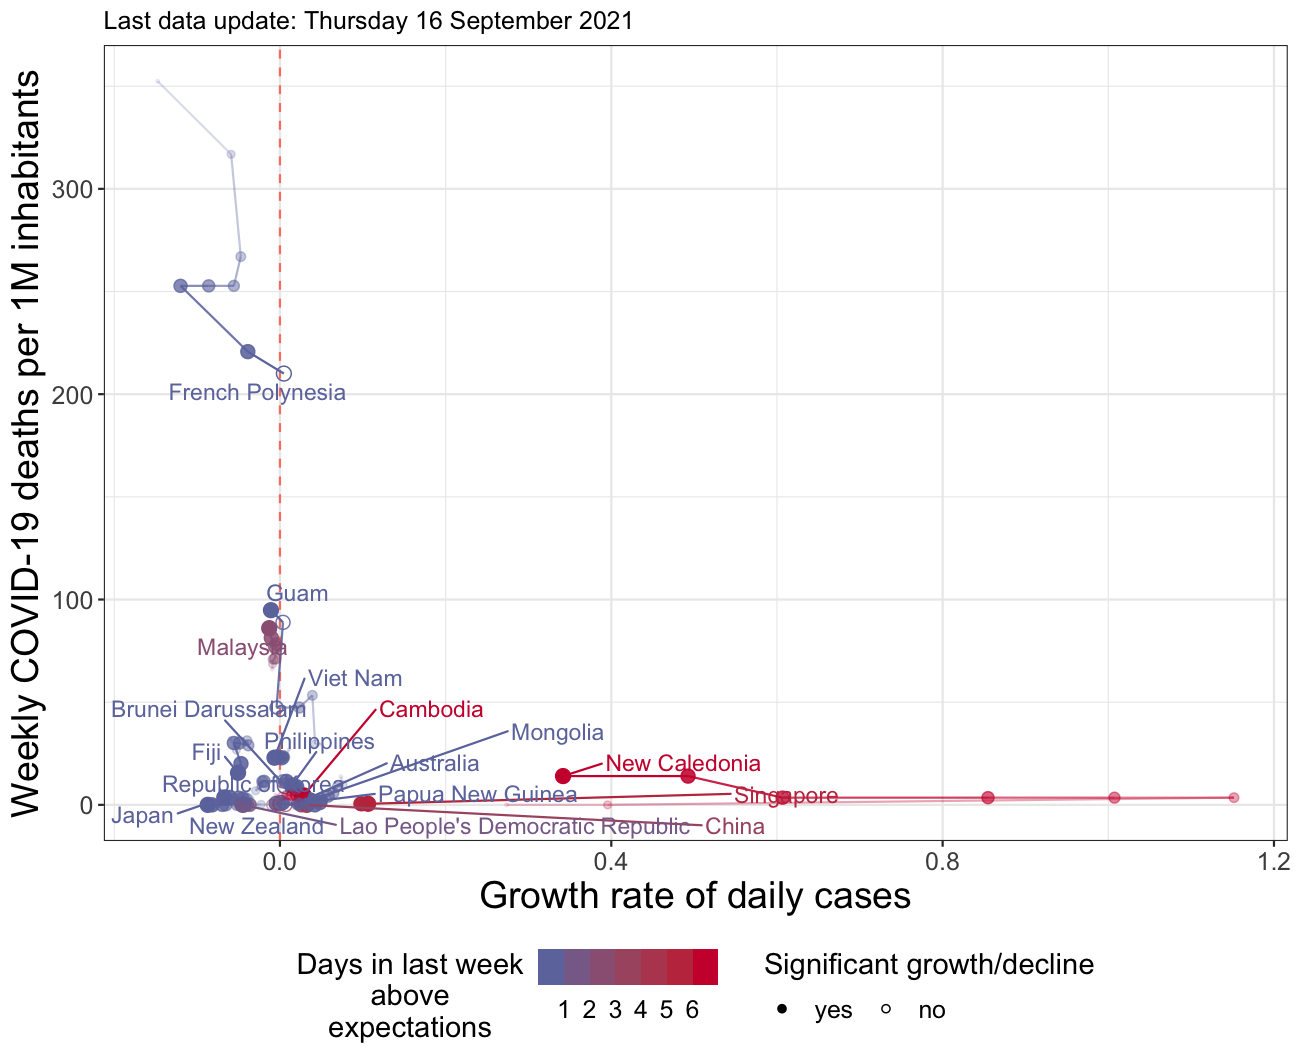 Last data update: Thursday 16 September 2021
Weekly COVID-19 deaths per 1M inhabitants
300
200
100
0
French Polynesia
Guam
Malaysia
Viet Nam
Brunei Darussalam
Cambodia
Mongolia
Philippines
Fiji
Australia
New Caledonia
Republic of Korea
Papua New Guinea
Singapore
Japan
New Zealand
Lao People's Democratic Republic
China
0.0 0.4 0.8 1.2
Growth rate of daily cases
Days in last week
above
expectations
1 2 3 4 5 6
Significant growth/decline
yes no